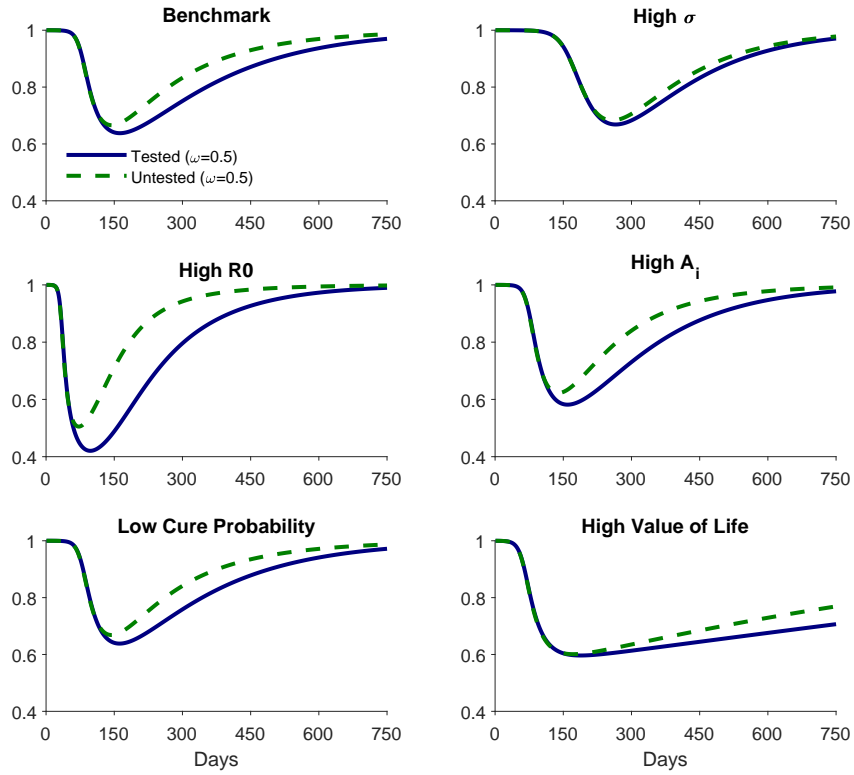 Benchmark
1
0.8
0.6
0.4
0 150 300 450 600 750
Tested (ω=0.5)
Untested (ω=0.5)
High σ
1
0.8
0.6
0.4
0 150 300 450 600 750
High R0
1
0.8
0.6
0.4
0 150 300 450 600 750
High A_i
1
0.8
0.6
0.4
0 150 300 450 600 750
Low Cure Probability
1
0.8
0.6
0.4
0 150 300 450 600 750
Days
High Value of Life
1
0.8
0.6
0.4
0 150 300 450 600 750
Days